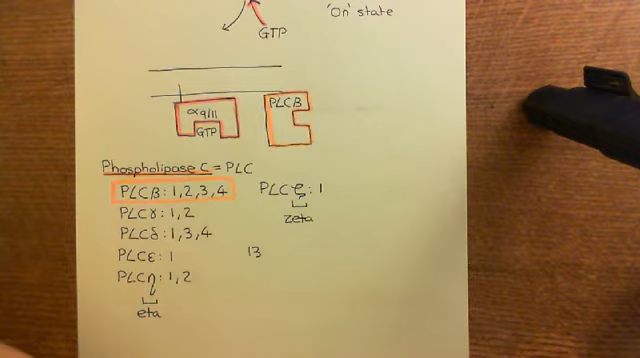 'On' state
GTP
αq/11
GTP
PLCβ
Phospholipase C = PLC
PLCβ: 1,2,3,4
PLCγ: 1,2
PLCδ: 1,3,4
PLCε: 1
PLCη: 1,2
eta
PLCζ: 1
zeta
13